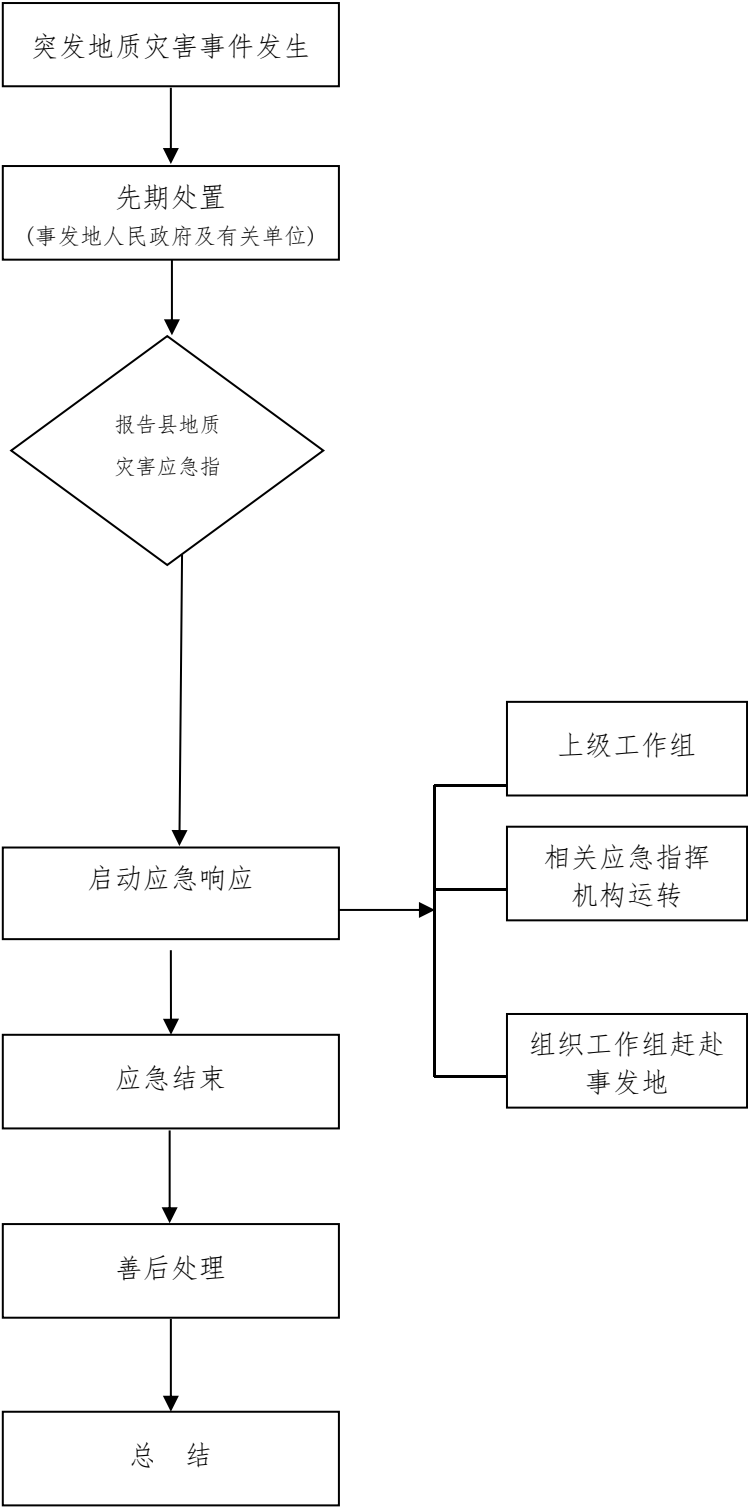 突发地质灾害事件发生
先期处置
(事发地人民政府及有关单位)
报告县地质
灾害应急指
上级工作组
相关应急指挥
机构运转
启动应急响应
组织工作组赶赴
事发地
应急结束
善后处理
总 结